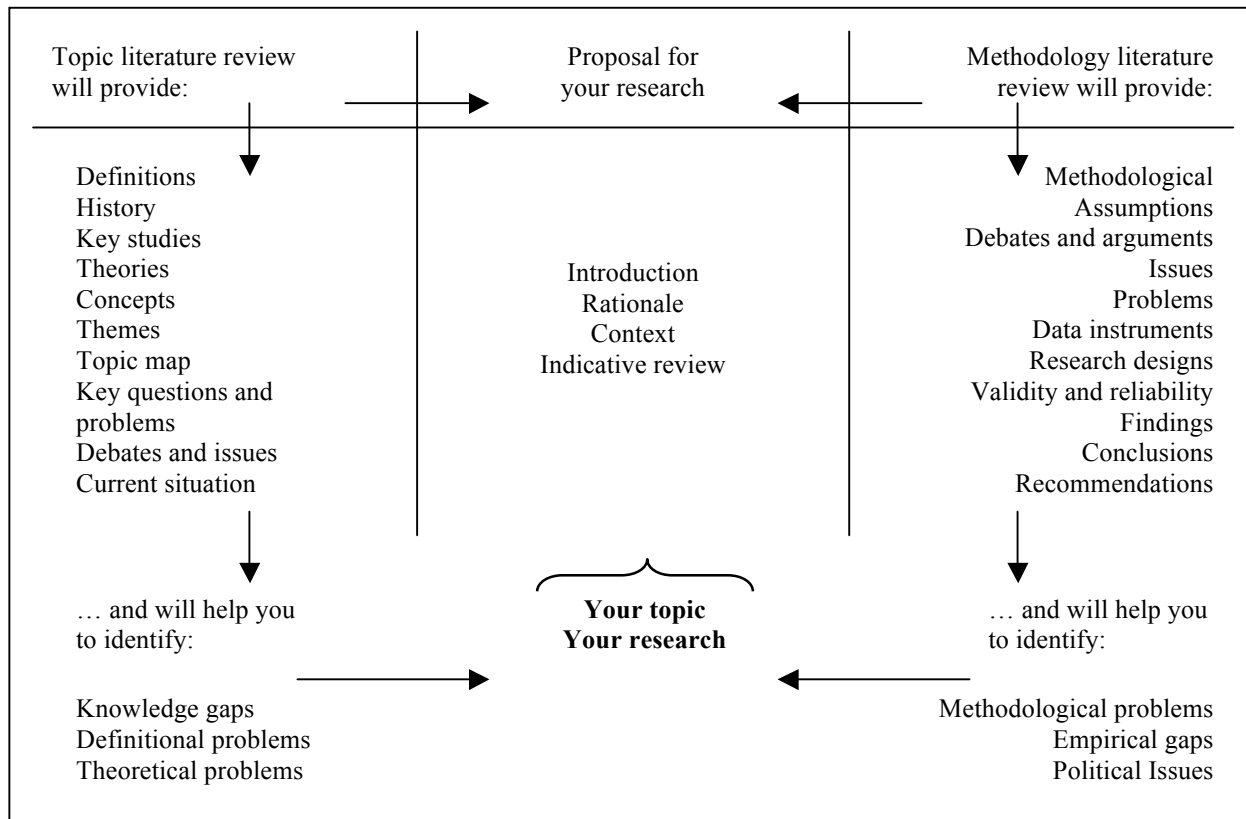 Topic literature review
will provide:
Proposal for
your research
Methodology literature
review will provide:
Definitions
History
Key studies
Theories
Concepts
Themes
Topic map
Key questions and
problems
Debates and issues
Current situation
Introduction
Rationale
Context
Indicative review
Methodological
Assumptions
Debates and arguments
Issues
Problems
Data instruments
Research designs
Validity and reliability
Findings
Conclusions
Recommendations
… and will help you
to identify:
Your topic
Your research
… and will help you
to identify:
Knowledge gaps
Definitional problems
Theoretical problems
Methodological problems
Empirical gaps
Political Issues